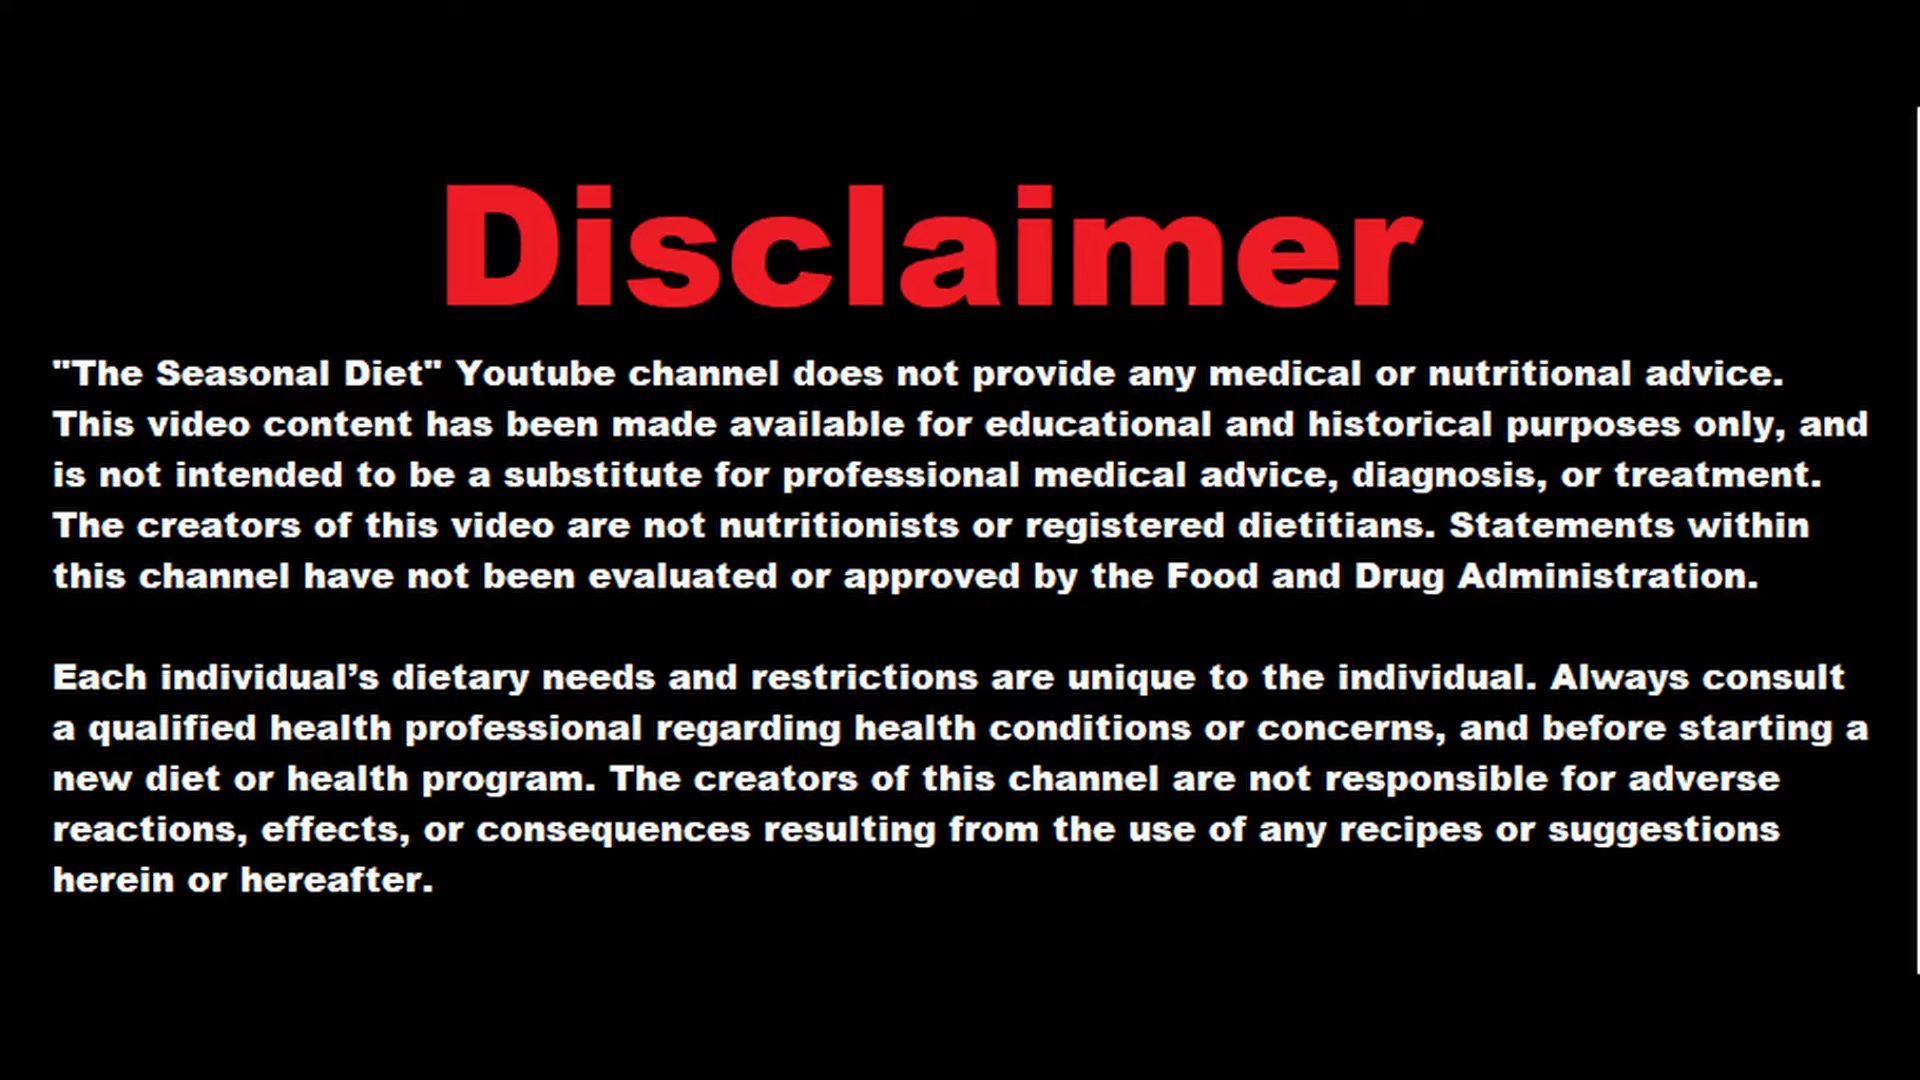 Disclaimer
"The Seasonal Diet" Youtube channel does not provide any medical or nutritional advice.
This video content has been made available for educational and historical purposes only, and
is not intended to be a substitute for professional medical advice, diagnosis, or treatment.
The creators of this video are not nutritionists or registered dietitians. Statements within
this channel have not been evaluated or approved by the Food and Drug Administration.
Each individual’s dietary needs and restrictions are unique to the individual. Always consult
a qualified health professional regarding health conditions or concerns, and before starting a
new diet or health program. The creators of this channel are not responsible for adverse
reactions, effects, or consequences resulting from the use of any recipes or suggestions
herein or hereafter.